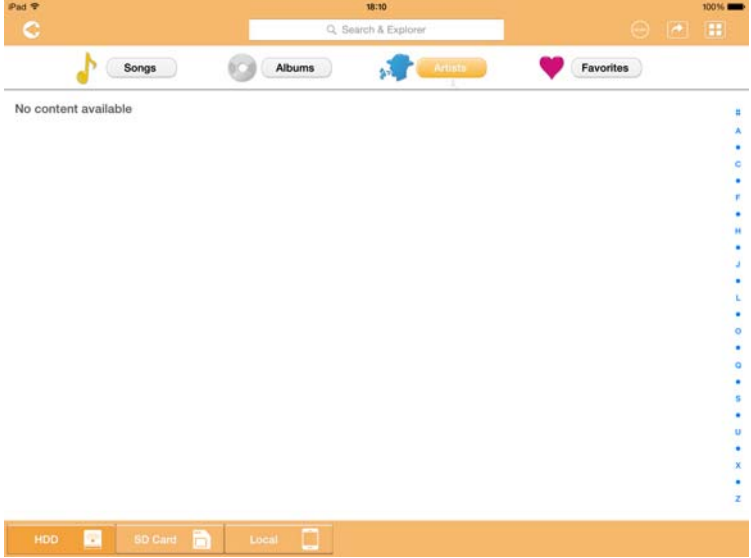 iPad 18:10 100%
Search & Explorer
Songs Albums Artists Favorites
No content available
#
A
C
F
H
J
L
O
Q
S
U
X
Z
HDD SD Card Local